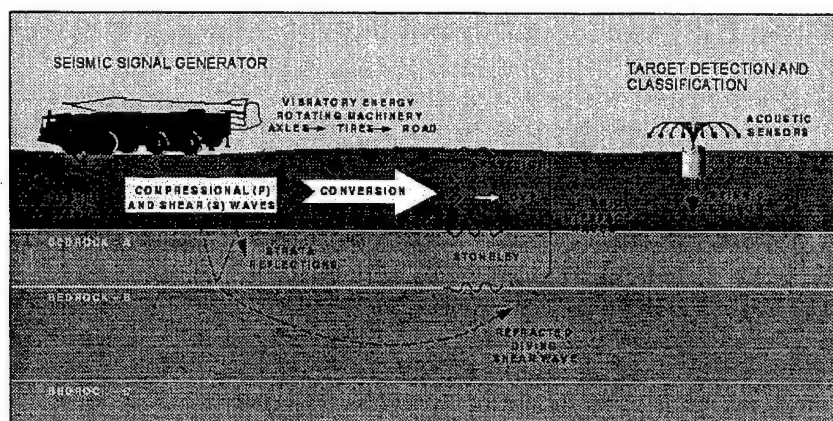 SEISMIC SIGNAL GENERATOR
TARGET DETECTION AND
CLASSIFICATION
VIBRATORY ENERGY
ROTATING MACHINERY
AXLES → TIRES → ROAD
ACOUSTIC
SENSORS
COMPRESSIONAL (P)
AND SHEAR (S) WAVES
CONVERSION
BEDROCK - A
STRATA
REFLECTIONS
STONELEY
BEDROCK - B
REFRACTED
DIVING
SHEAR WAVE
BEDROCK - C